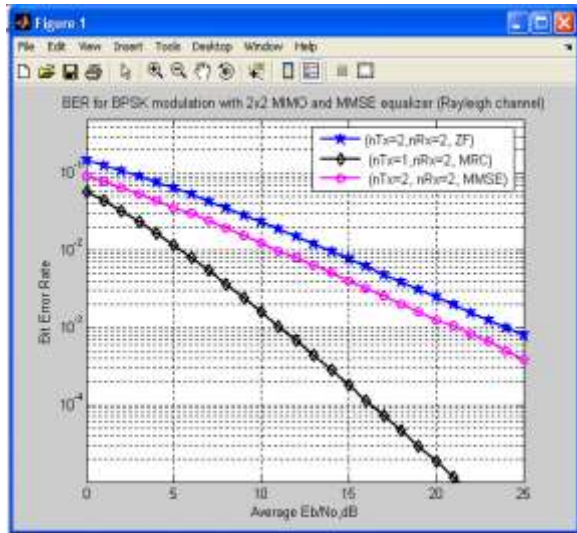 Figure 1
File Edit View Insert Tools Desktop Window Help
BER for BPSK modulation with 2x2 MIMO and MMSE equalizer (Rayleigh channel)
(nTx=2,nRx=2, ZF)
(nTx=1,nRx=2, MRC)
(nTx=2, nRx=2, MMSE)
10-2
10-4
Bit Error Rate
0 5 10 15 20 25
Average Eb/No,dB